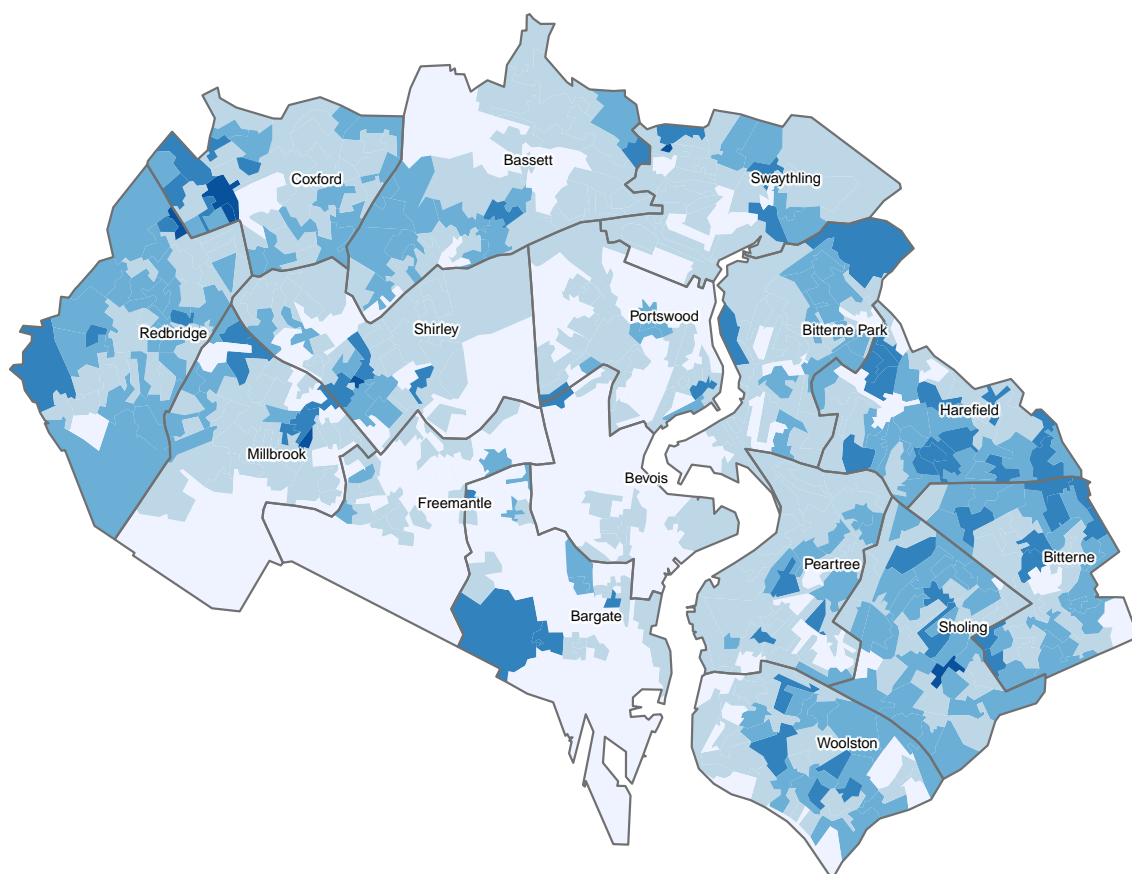 Bassett
Coxford
Swaythling
Portswood
Shirley
Bitterne Park
Redbridge
Harefield
Millbrook
Bevois
Freemantle
Bitterne
Peartree
Bargate
Sholing
Woolston